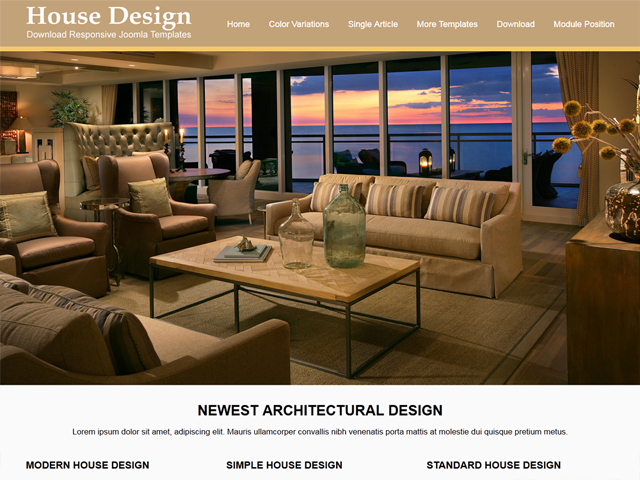 House Design
Download Responsive Joomla Templates
Home Color Variations Single Article More Templates Download Module Position
NEWEST ARCHITECTURAL DESIGN
Lorem ipsum dolor sit amet, adipiscing elit. Mauris ullamcorper convallis nibh venenatis porta mattis at molestie dui quisque pretium metus.
MODERN HOUSE DESIGN SIMPLE HOUSE DESIGN STANDARD HOUSE DESIGN